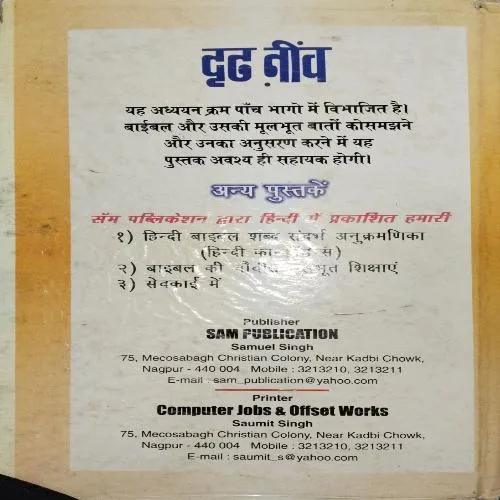 दृढ नींव
यह अध्ययन क्रम पाँच भागो में विभाजित है।
बाईबल और उसकी मूलभूत बातों कोसमझने
और उनका अनुसरण करने में यह
पुस्तक अवश्य ही सहायक होगी।
अन्य पुस्तकें
सॅम पब्लिकेशन द्वारा हिन्दी में प्रकाशित हमारी
१) हिन्दी बाइबल शब्द संदर्भ अनुक्रमणिका
(हिन्दी
२) बाइबल की शिक्षाएं
३) सेवकाई में
Publisher
SAM PUBLICATION
Samuel Singh
75, Mecosabagh Christian Colony, Near Kadbi Chowk,
Nagpur - 440 004 Mobile : 3213210, 3213211
E-mail : sam_publication@yahoo.com
Printer
Computer Jobs & Offset Works
Saumit Singh
75, Mecosabagh Christian Colony, Near Kadbi Chowk,
Nagpur - 440 004 Mobile : 3213210, 3213211
E-mail : saumit_s@yahoo.com